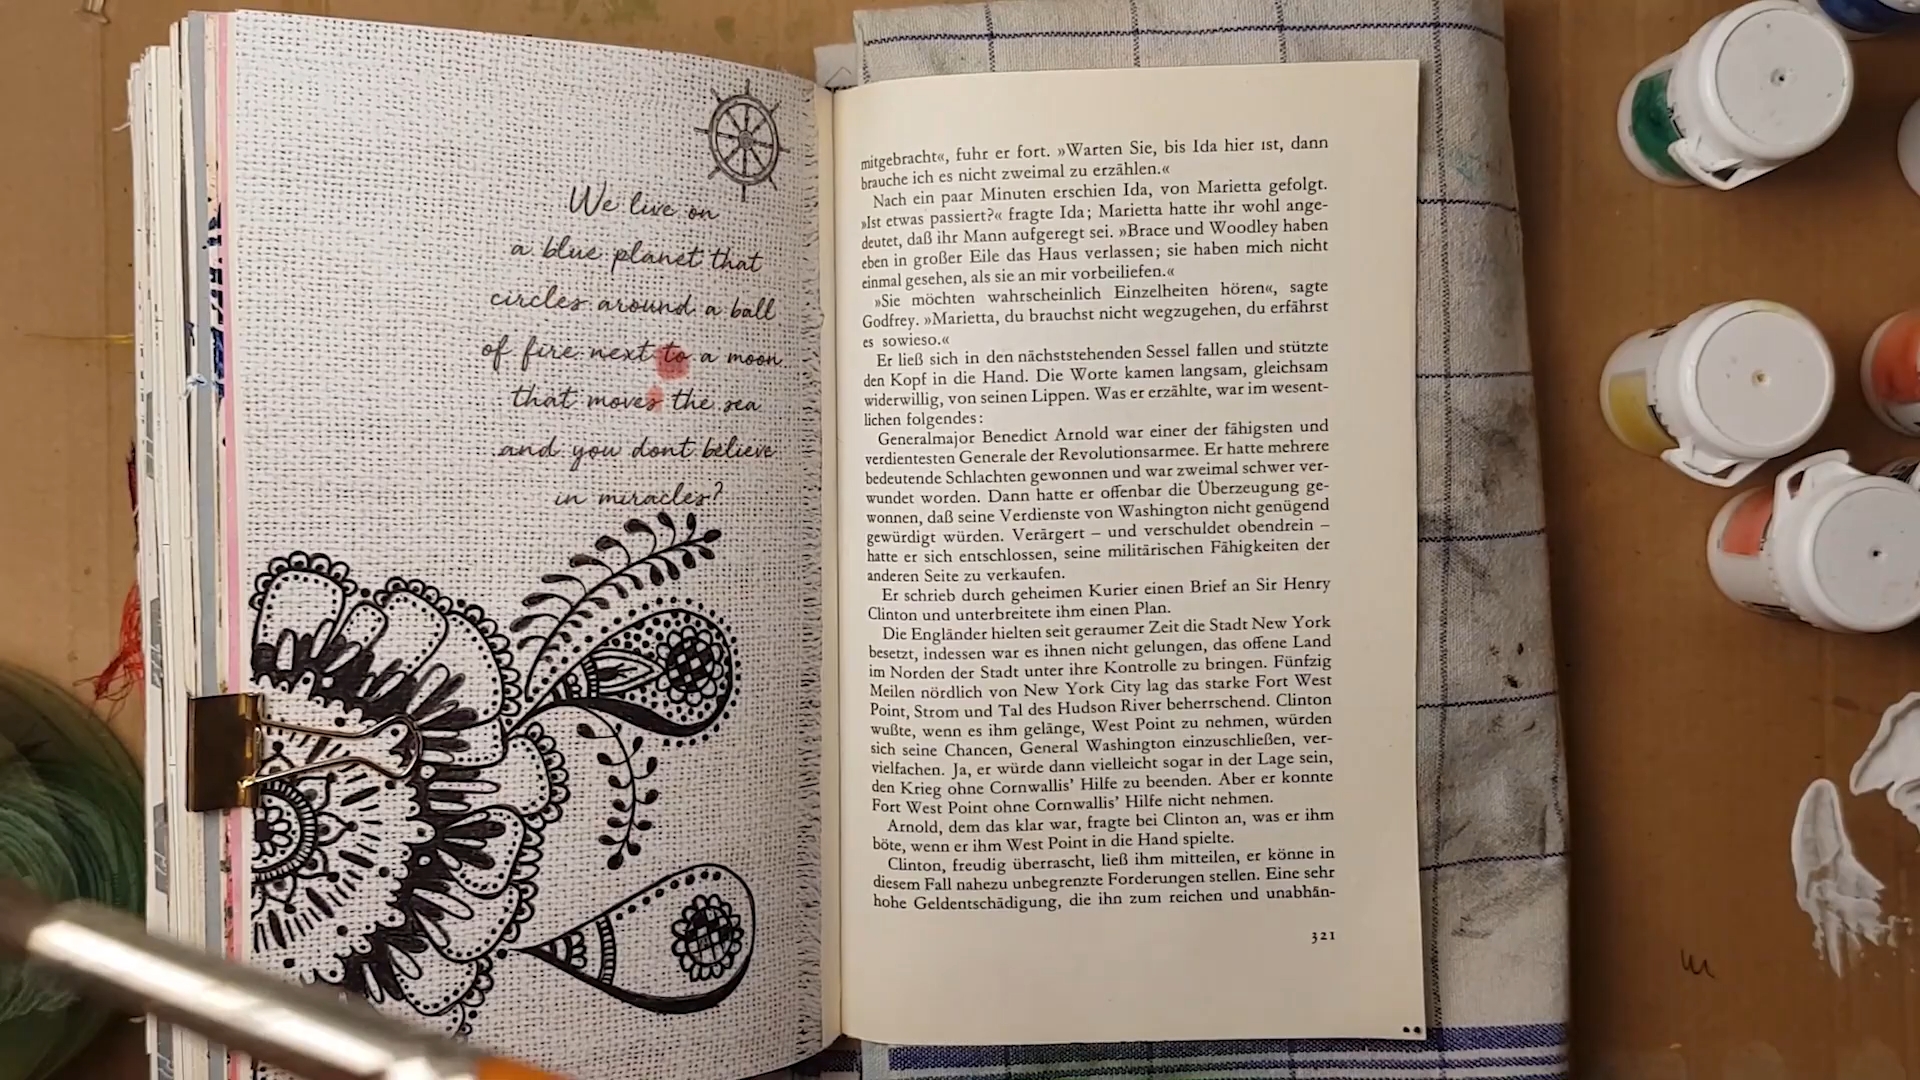 We live on
a blue planet that
circles around a ball
of fire next to a moon
that moves the sea
and you dont believe
in miracles?
mitgebracht«, fuhr er fort. »Warten Sie, bis Ida hier ist, dann
brauche ich es nicht zweimal zu erzählen.«
Nach ein paar Minuten erschien Ida, von Marietta gefolgt.
»Ist etwas passiert?« fragte Ida; Marietta hatte ihr wohl ange-
deutet, daß ihr Mann aufgeregt sei. »Brace und Woodley haben
eben in großer Eile das Haus verlassen; sie haben mich nicht
einmal gesehen, als sie an mir vorbeiliefen.«
»Sie möchten wahrscheinlich Einzelheiten hören«, sagte
Godfrey. »Marietta, du brauchst nicht wegzugehen, du erfährst
es sowieso.«
Er ließ sich in den nächststehenden Sessel fallen und stützte
den Kopf in die Hand. Die Worte kamen langsam, gleichsam
widerwillig, von seinen Lippen. Was er erzählte, war im wesent-
lichen folgendes:
Generalmajor Benedict Arnold war einer der fähigsten und
verdientesten Generale der Revolutionsarmee. Er hatte mehrere
bedeutende Schlachten gewonnen und war zweimal schwer ver-
wundet worden. Dann hatte er offenbar die Überzeugung ge-
wonnen, daß seine Verdienste von Washington nicht genügend
gewürdigt würden. Verärgert – und verschuldet obendrein –
hatte er sich entschlossen, seine militärischen Fähigkeiten der
anderen Seite zu verkaufen.
Er schrieb durch geheimen Kurier einen Brief an Sir Henry
Clinton und unterbreitete ihm einen Plan.
Die Engländer hielten seit geraumer Zeit die Stadt New York
besetzt, indessen war es ihnen nicht gelungen, das offene Land
im Norden der Stadt unter ihre Kontrolle zu bringen. Fünfzig
Meilen nördlich von New York City lag das starke Fort West
Point, Strom und Tal des Hudson River beherrschend. Clinton
wußte, wenn es ihm gelänge, West Point zu nehmen, würden
sich seine Chancen, General Washington einzuschließen, ver-
vielfachen. Ja, er würde dann vielleicht sogar in der Lage sein,
den Krieg ohne Cornwallis’ Hilfe zu beenden. Aber er konnte
Fort West Point ohne Cornwallis’ Hilfe nicht nehmen.
Arnold, dem das klar war, fragte bei Clinton an, was er ihm
böte, wenn er ihm West Point in die Hand spielte.
Clinton, freudig überrascht, ließ ihm mitteilen, er könne in
diesem Fall nahezu unbegrenzte Forderungen stellen. Eine sehr
hohe Geldentschädigung, die ihn zum reichen und unabhän-
321